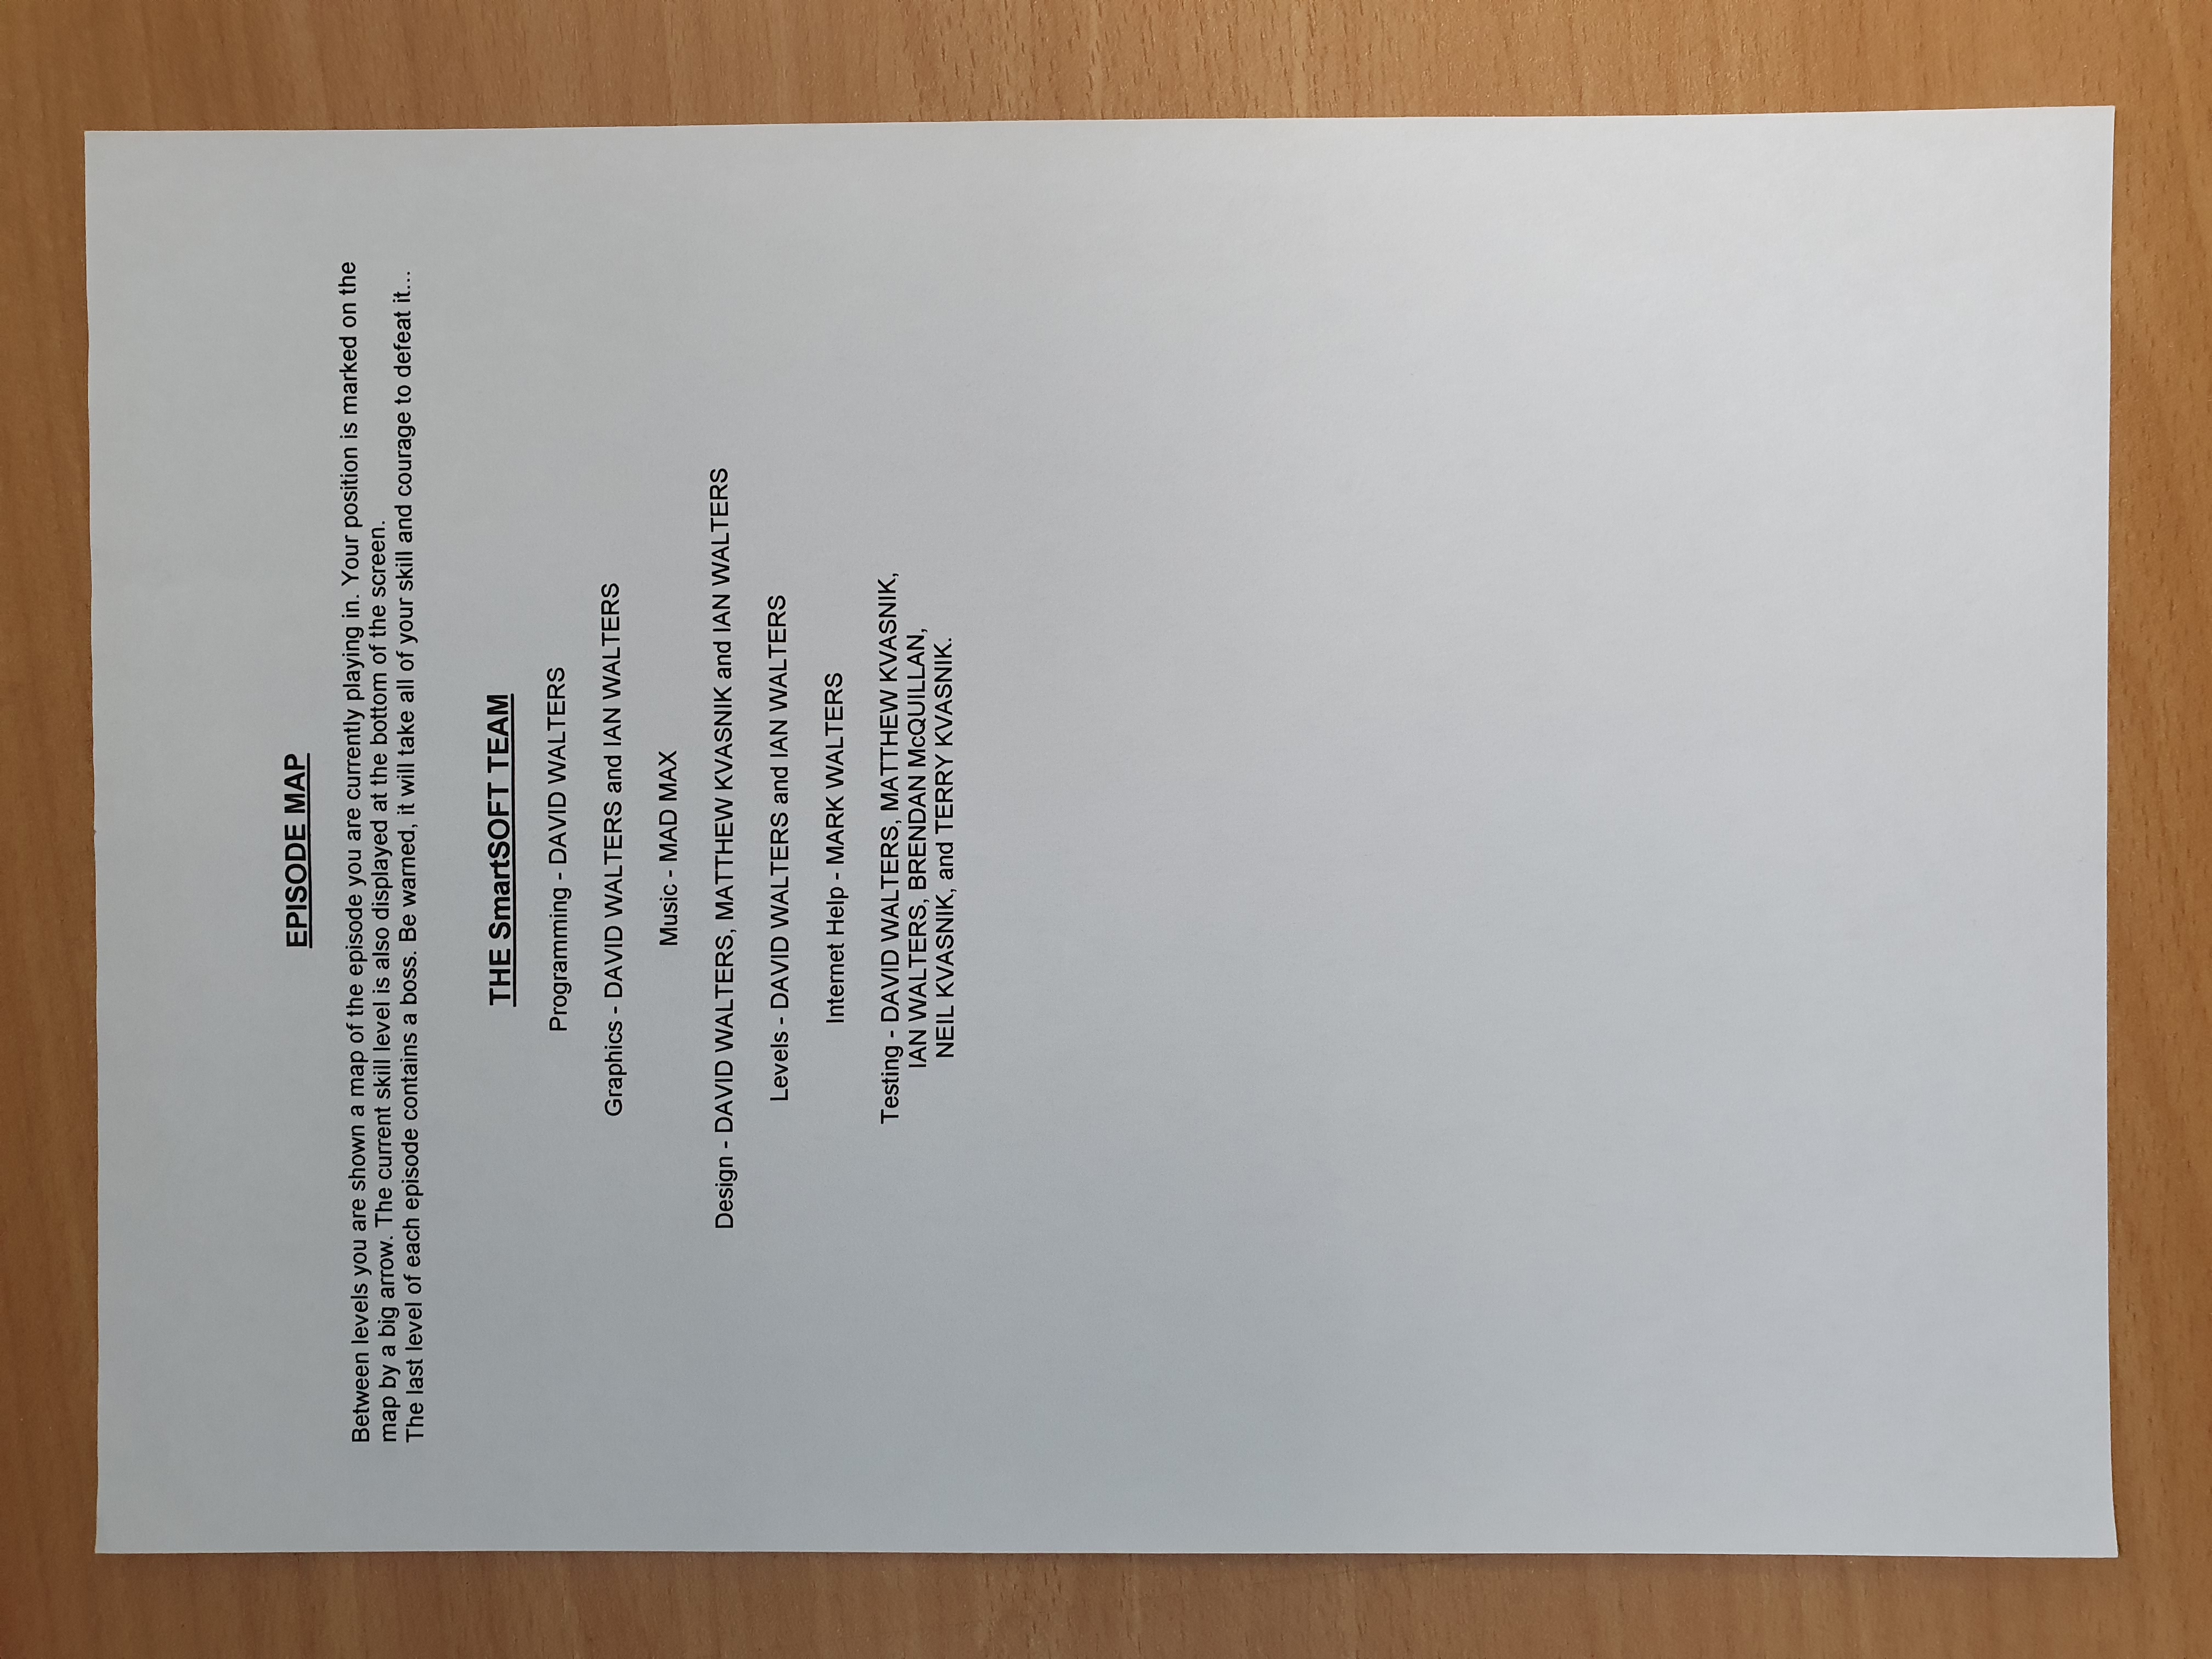 EPISODE MAP
Between levels you are shown a map of the episode you are currently playing in. Your position is marked on the
map by a big arrow. The current skill level is also displayed at the bottom of the screen.
The last level of each episode contains a boss. Be warned, it will take all of your skill and courage to defeat it...
THE SmartSOFT TEAM
Programming - DAVID WALTERS
Graphics - DAVID WALTERS and IAN WALTERS
Music - MAD MAX
Design - DAVID WALTERS, MATTHEW KVASNIK and IAN WALTERS
Levels - DAVID WALTERS and IAN WALTERS
Internet Help - MARK WALTERS
Testing - DAVID WALTERS, MATTHEW KVASNIK,
IAN WALTERS, BRENDAN McQUILLAN,
NEIL KVASNIK, and TERRY KVASNIK.